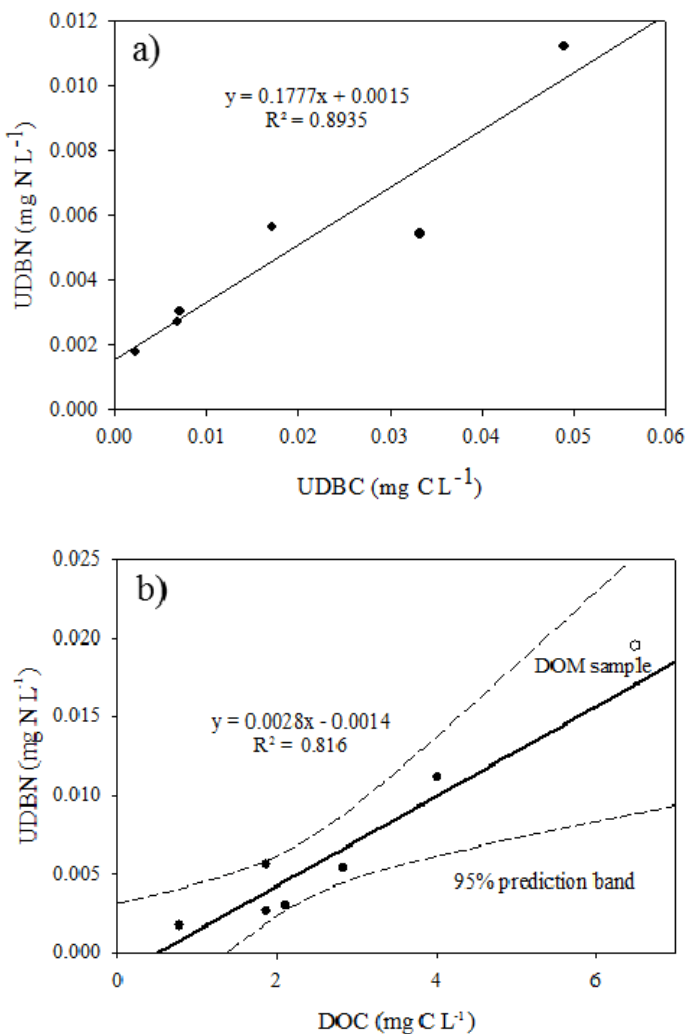 a)
y = 0.1777x + 0.0015
R² = 0.8935
UDBN (mg N L⁻¹)
0.012
0.010
0.008
0.006
0.004
0.002
0.000
0.00 0.01 0.02 0.03 0.04 0.05 0.06
UDBC (mg C L⁻¹)
b)
DOM sample
y = 0.0028x - 0.0014
R² = 0.816
95% prediction band
UDBN (mg N L⁻¹)
0.025
0.020
0.015
0.010
0.005
0.000
0 2 4 6
DOC (mg C L⁻¹)